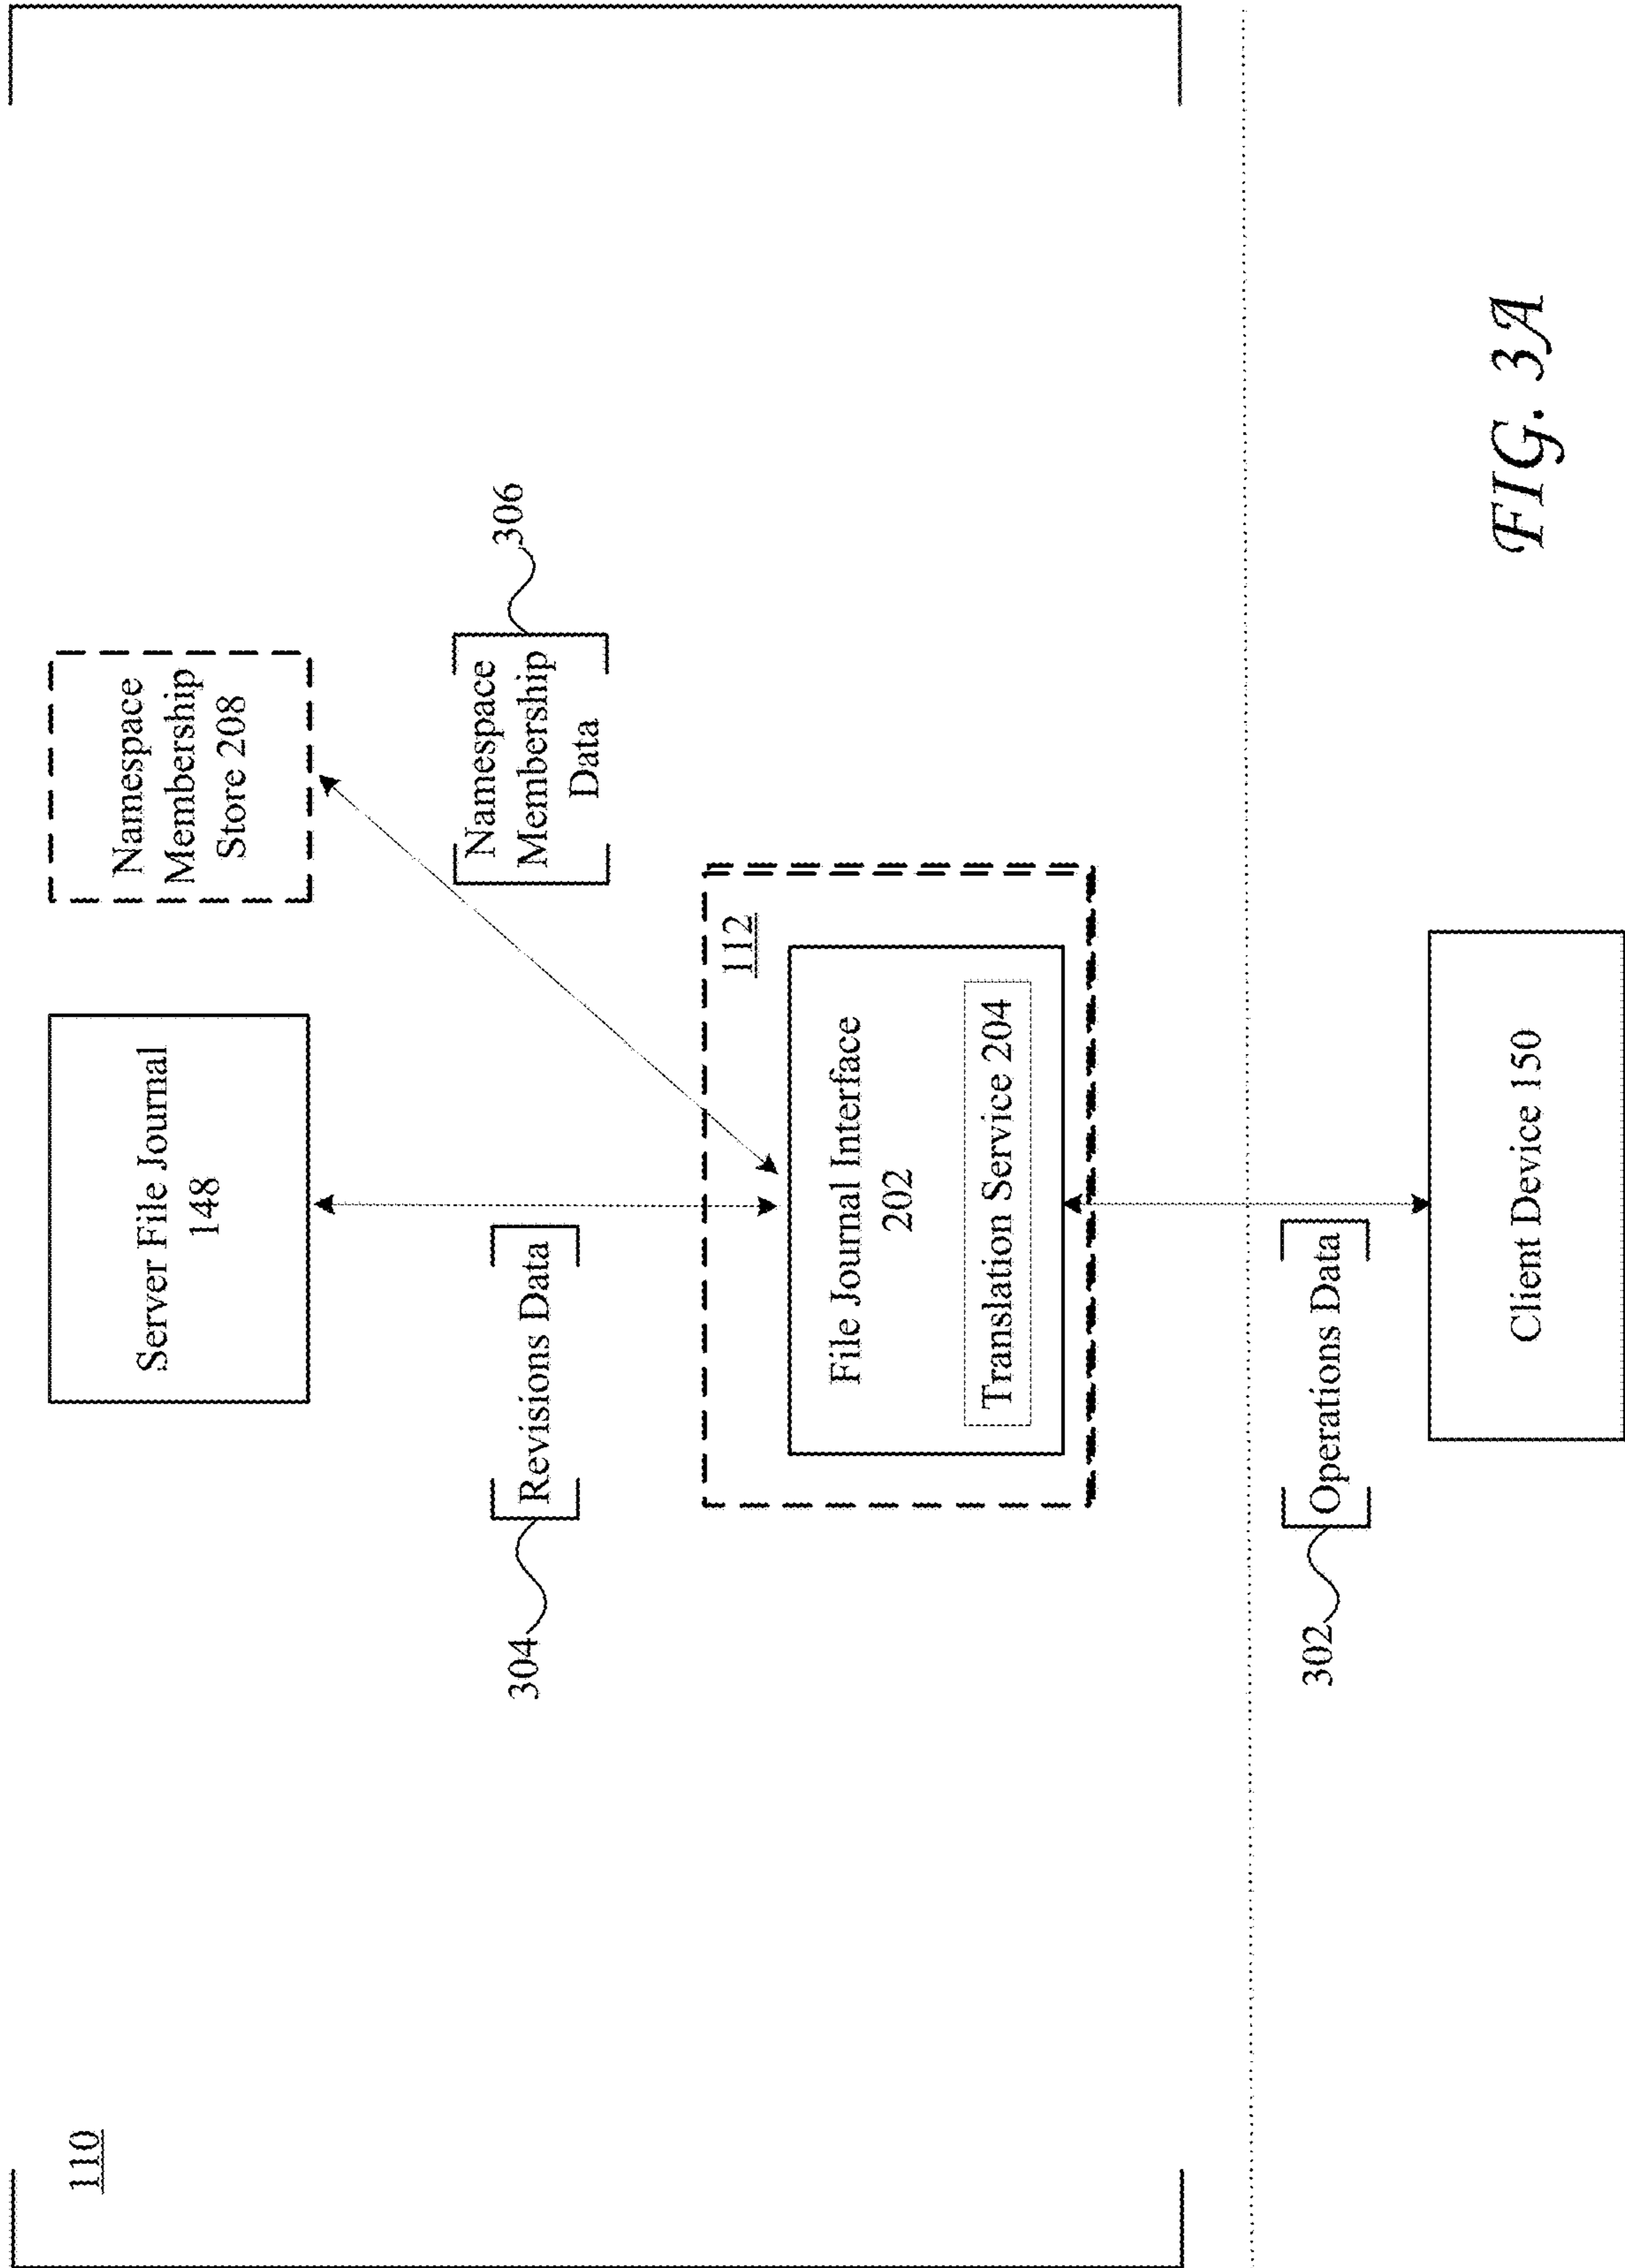 110
Server File Journal
148
Namespace
Membership
Store 208
304
Revisions Data
Namespace
Membership
Data
306
112
File Journal Interface
202
Translation Service 204
302
Operations Data
Client Device 150
FIG. 3A